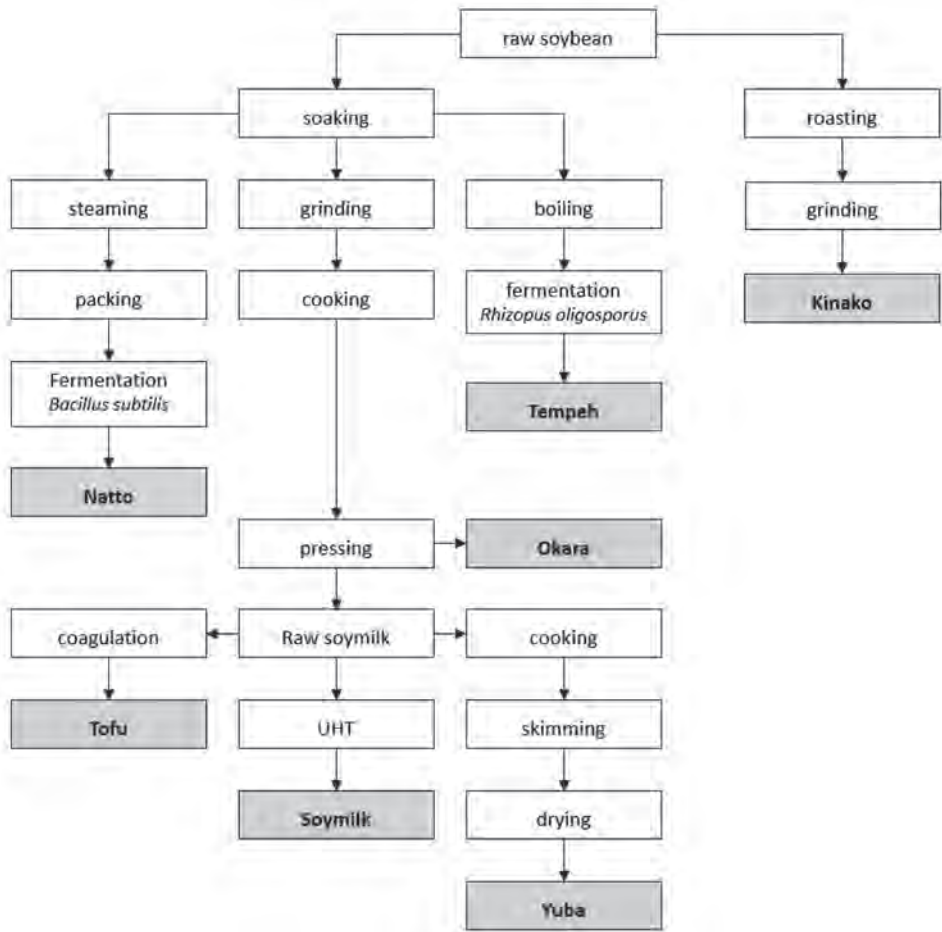 raw soybean
soaking
roasting
steaming
grinding
boiling
grinding
packing
cooking
fermentation
Rhizopus oligosporus
Kinako
Fermentation
Bacillus subtilis
Tempeh
Natto
pressing
Okara
coagulation
Raw soymilk
cooking
Tofu
UHT
skimming
Soymilk
drying
Yuba